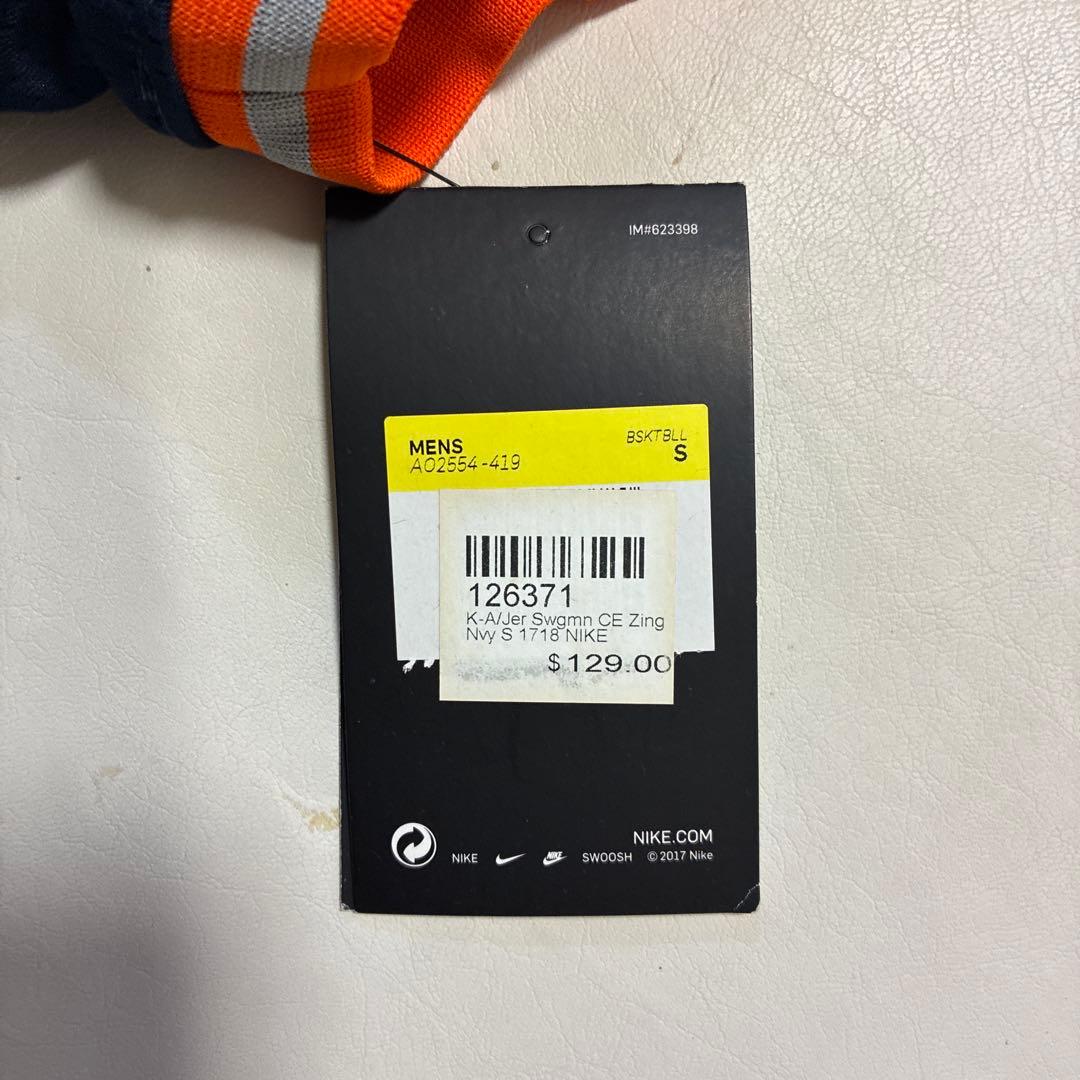 IM#623398
MENS BSKTBLL
AO2554-419 S
126371
K-A/Jer Swgmn CE Zing
Nvy S 1718 NIKE
$129.00
NIKE.COM
NIKE NIKE SWOOSH © 2017 Nike